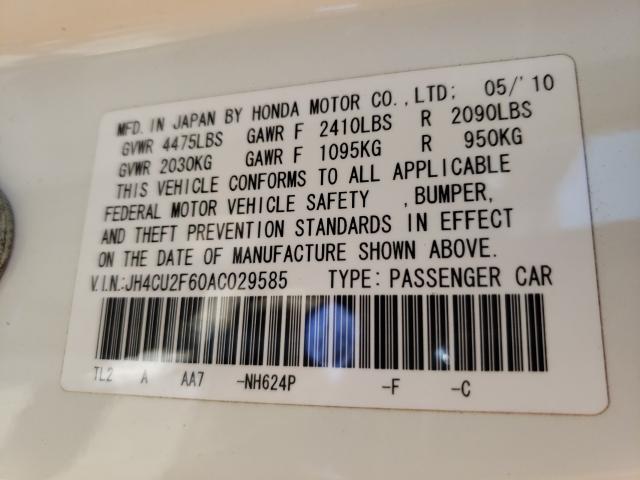 MFD. IN JAPAN BY HONDA MOTOR CO.,LTD; 05/'10
GVWR 4475LBS GAWR F 2410LBS R 2090LBS
GVWR 2030KG GAWR F 1095KG R 950KG
THIS VEHICLE CONFORMS TO ALL APPLICABLE
FEDERAL MOTOR VEHICLE SAFETY ,BUMPER,
AND THEFT PREVENTION STANDARDS IN EFFECT
ON THE DATE OF MANUFACTURE SHOWN ABOVE.
V.I.N.:JH4CU2F60AC029585 TYPE: PASSENGER CAR
TL2 A AA7 -NH624P -F -C